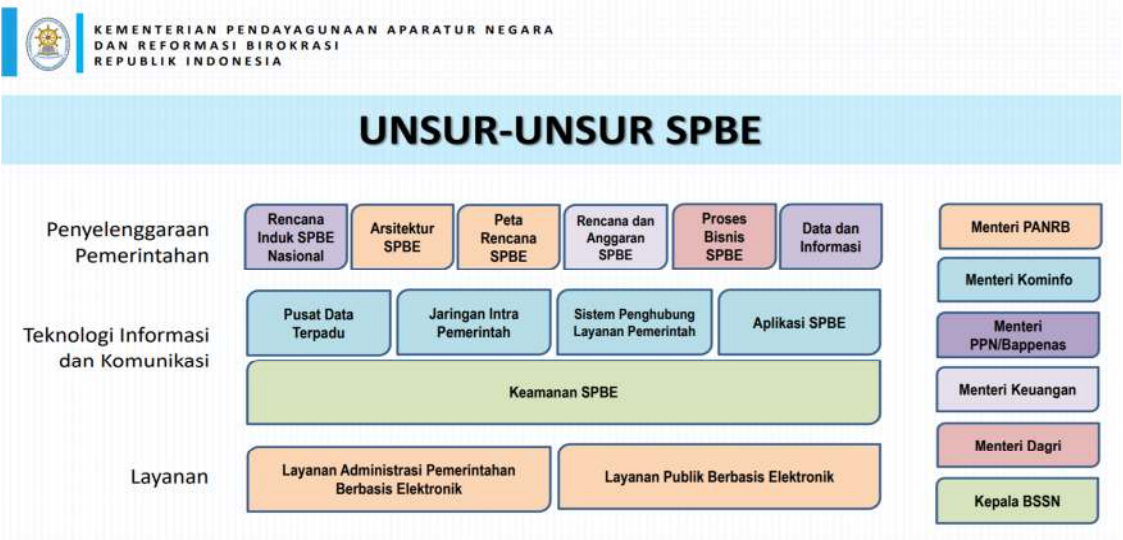 KEMENTERIAN PENDAYAGUNAAN APARATUR NEGARA
DAN REFORMASI BIROKRASI
REPUBLIK INDONESIA
UNSUR-UNSUR SPBE
Penyelenggaraan
Pemerintahan
Rencana
Induk SPBE
Nasional
Arsitektur
SPBE
Peta
Rencana
SPBE
Rencana dan
Anggaran
SPBE
Proses
Bisnis
SPBE
Data dan
Informasi
Teknologi Informasi
dan Komunikasi
Pusat Data
Terpadu
Jaringan Intra
Pemerintah
Sistem Penghubung
Layanan Pemerintah
Aplikasi SPBE
Keamanan SPBE
Layanan
Layanan Administrasi Pemerintahan
Berbasis Elektronik
Layanan Publik Berbasis Elektronik
Menteri PANRB
Menteri Kominfo
Menteri
PPN/Bappenas
Menteri Keuangan
Menteri Dagri
Kepala BSSN